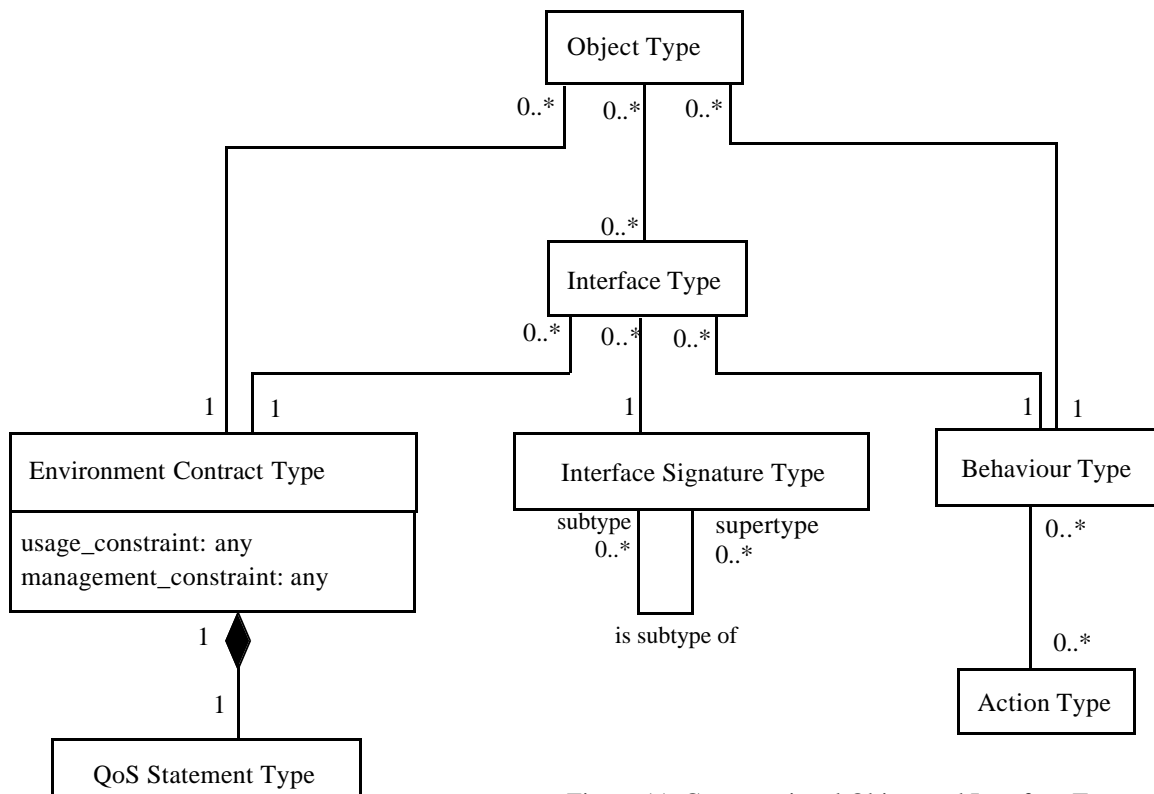 Object Type
0..* 0..* 0..*
0..*
Interface Type
0..* 0..* 0..*
1 1 1 1 1
Environment Contract Type
Interface Signature Type
Behaviour Type
usage_constraint: any
management_constraint: any
subtype
0..*
supertype
0..*
0..*
is subtype of
1
0..*
1
Action Type
QoS Statement Type